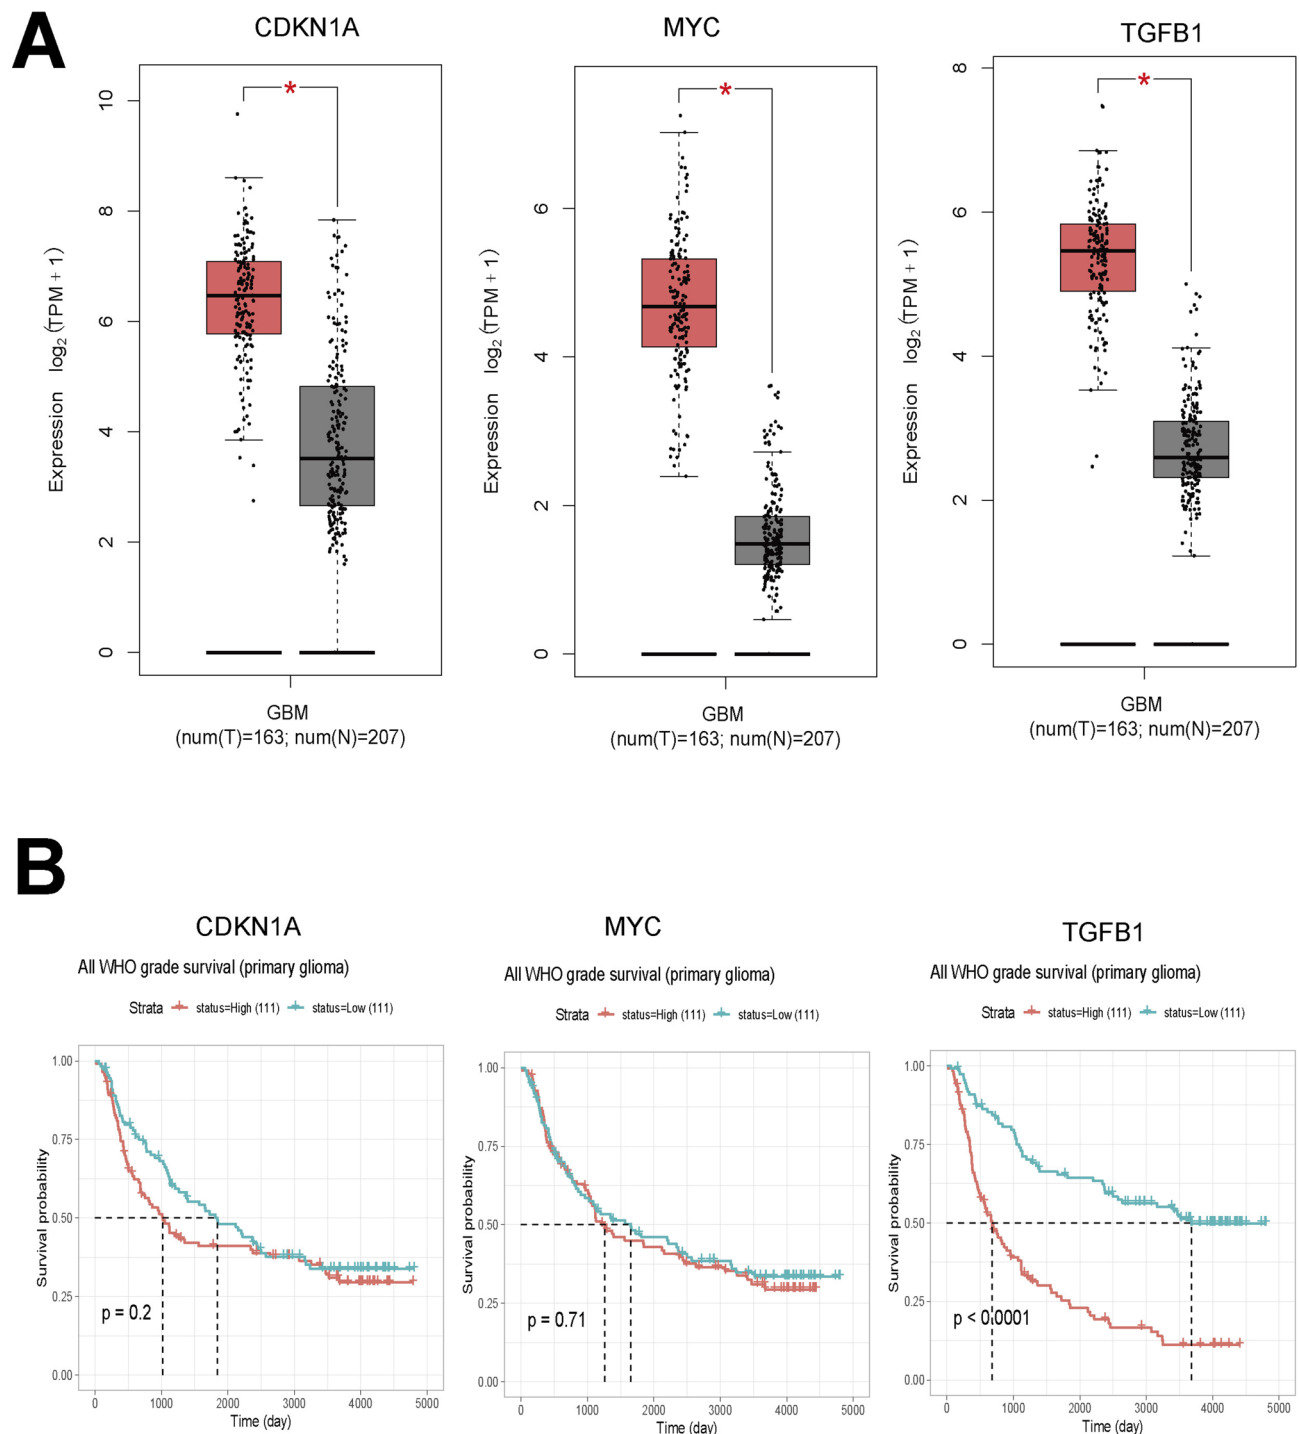 A
CDKN1A
MYC
TGFB1
10
8
6
4
2
0
Expression log2(TPM + 1)
*
GBM
(num(T)=163; num(N)=207)
6
4
2
0
Expression log2(TPM + 1)
*
GBM
(num(T)=163; num(N)=207)
8
6
4
2
0
Expression log2(TPM + 1)
*
GBM
(num(T)=163; num(N)=207)
B
CDKN1A
All WHO grade survival (primary glioma)
Strata status=High (111) status=Low (111)
1.00
0.75
0.50
0.25
0.00
Survival probability
p = 0.2
0 1000 2000 3000 4000 5000
Time (day)
MYC
All WHO grade survival (primary glioma)
Strata status=High (111) status=Low (111)
1.00
0.75
0.50
0.25
0.00
Survival probability
p = 0.71
0 1000 2000 3000 4000 5000
Time (day)
TGFB1
All WHO grade survival (primary glioma)
Strata status=High (111) status=Low (111)
1.00
0.75
0.50
0.25
0.00
Survival probability
p < 0.0001
0 1000 2000 3000 4000 5000
Time (day)